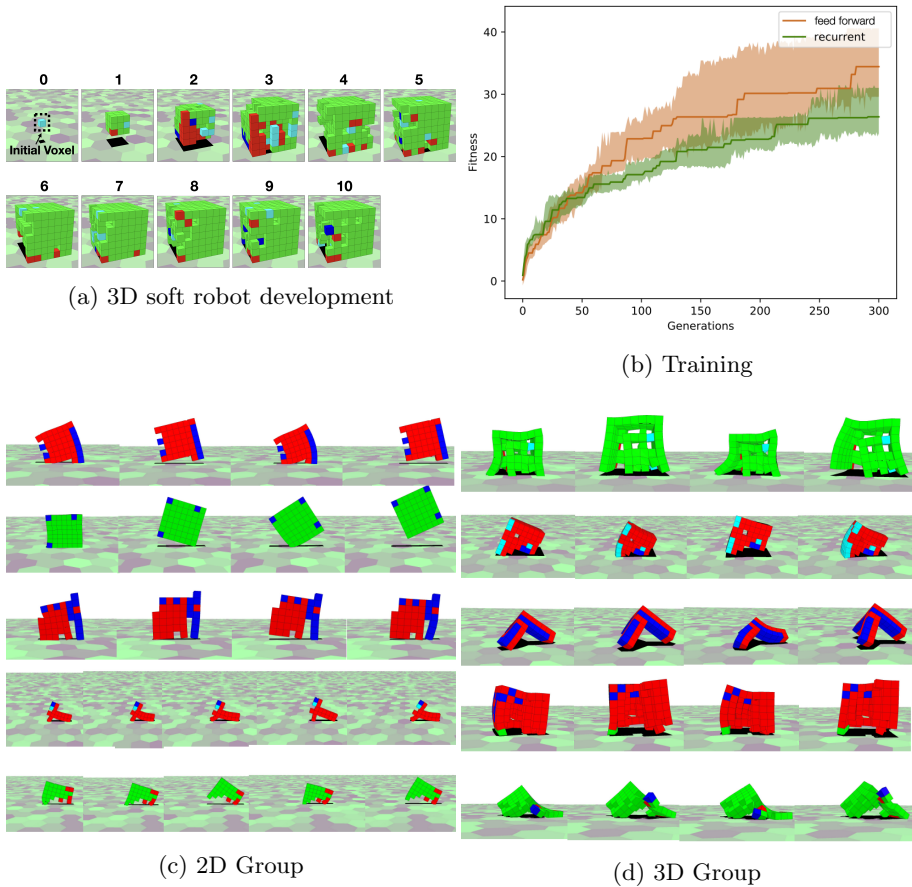 0 1 2 3 4 5
Initial Voxel
6 7 8 9 10
(a) 3D soft robot development
feed forward
recurrent
40
30
20
10
0
Fitness
0 50 100 150 200 250 300
Generations
(b) Training
(c) 2D Group
(d) 3D Group